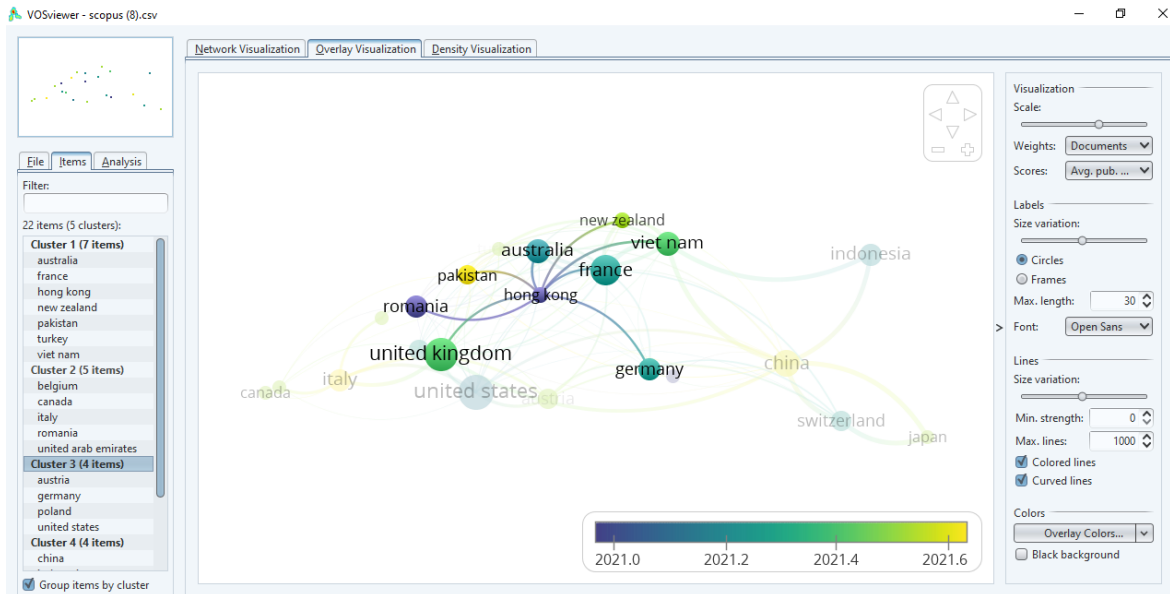 VOSviewer - scopus (8).csv
Network Visualization Overlay Visualization Density Visualization
File Items Analysis
Filter:
22 items (5 clusters):
Cluster 1 (7 items)
australia
france
hong kong
new zealand
pakistan
turkey
viet nam
Cluster 2 (5 items)
belgium
canada
italy
romania
united arab emirates
Cluster 3 (4 items)
austria
germany
poland
united states
Cluster 4 (4 items)
china
Group items by cluster
new zealand
australia
viet nam
indonesia
pakistan
france
hong kong
romania
united kingdom
germany
china
italy
canada
united states
austria
switzerland
japan
2021.0 2021.2 2021.4 2021.6
Visualization
Scale:
Weights: Documents
Scores: Avg. pub. ...
Labels
Size variation:
Circles
Frames
Max. length: 30
Font: Open Sans
>
Lines
Size variation:
Min. strength: 0
Max. lines: 1000
Colored lines
Curved lines
Colors
Overlay Colors...
Black background